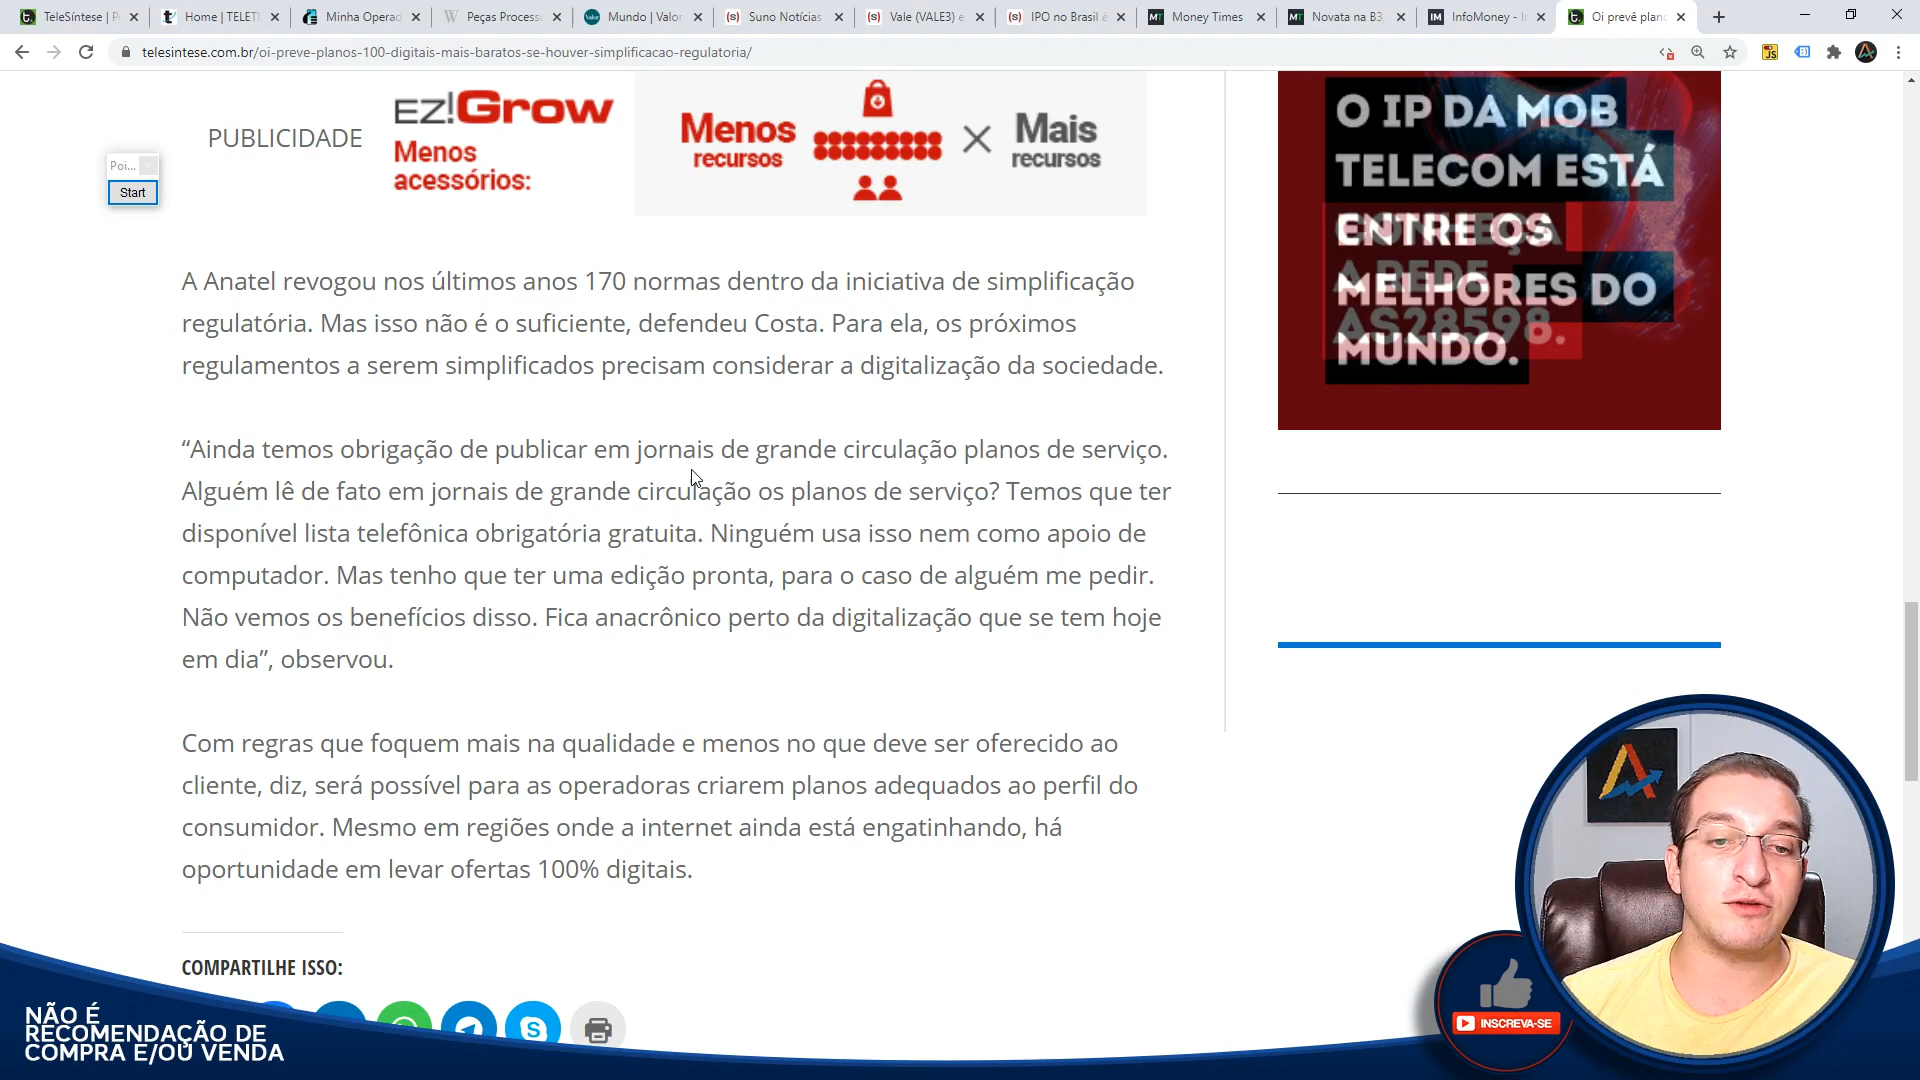 TeleSíntese | P
Home | TELETI
Minha Operad
Peças Process
Mundo | Valor
Suno Notícias
Vale (VALE3) e
IPO no Brasil é
Money Times
Novata na B3,
InfoMoney - In
Oi prevê plano
telesintese.com.br/oi-preve-planos-100-digitais-mais-baratos-se-houver-simplificacao-regulatoria/
Poi...
Start
PUBLICIDADE
EZ!Grow
Menos
acessórios:
Menos
recursos
Mais
recursos
O IP DA MOB
TELECOM ESTÁ
ENTRE OS
MELHORES DO
MUNDO.
A REDE
AS28598.
A Anatel revogou nos últimos anos 170 normas dentro da iniciativa de simplificação
regulatória. Mas isso não é o suficiente, defendeu Costa. Para ela, os próximos
regulamentos a serem simplificados precisam considerar a digitalização da sociedade.
“Ainda temos obrigação de publicar em jornais de grande circulação planos de serviço.
Alguém lê de fato em jornais de grande circulação os planos de serviço? Temos que ter
disponível lista telefônica obrigatória gratuita. Ninguém usa isso nem como apoio de
computador. Mas tenho que ter uma edição pronta, para o caso de alguém me pedir.
Não vemos os benefícios disso. Fica anacrônico perto da digitalização que se tem hoje
em dia”, observou.
Com regras que foquem mais na qualidade e menos no que deve ser oferecido ao
cliente, diz, será possível para as operadoras criarem planos adequados ao perfil do
consumidor. Mesmo em regiões onde a internet ainda está engatinhando, há
oportunidade em levar ofertas 100% digitais.
COMPARTILHE ISSO:
NÃO É
RECOMENDAÇÃO DE
COMPRA E/OU VENDA
INSCREVA-SE